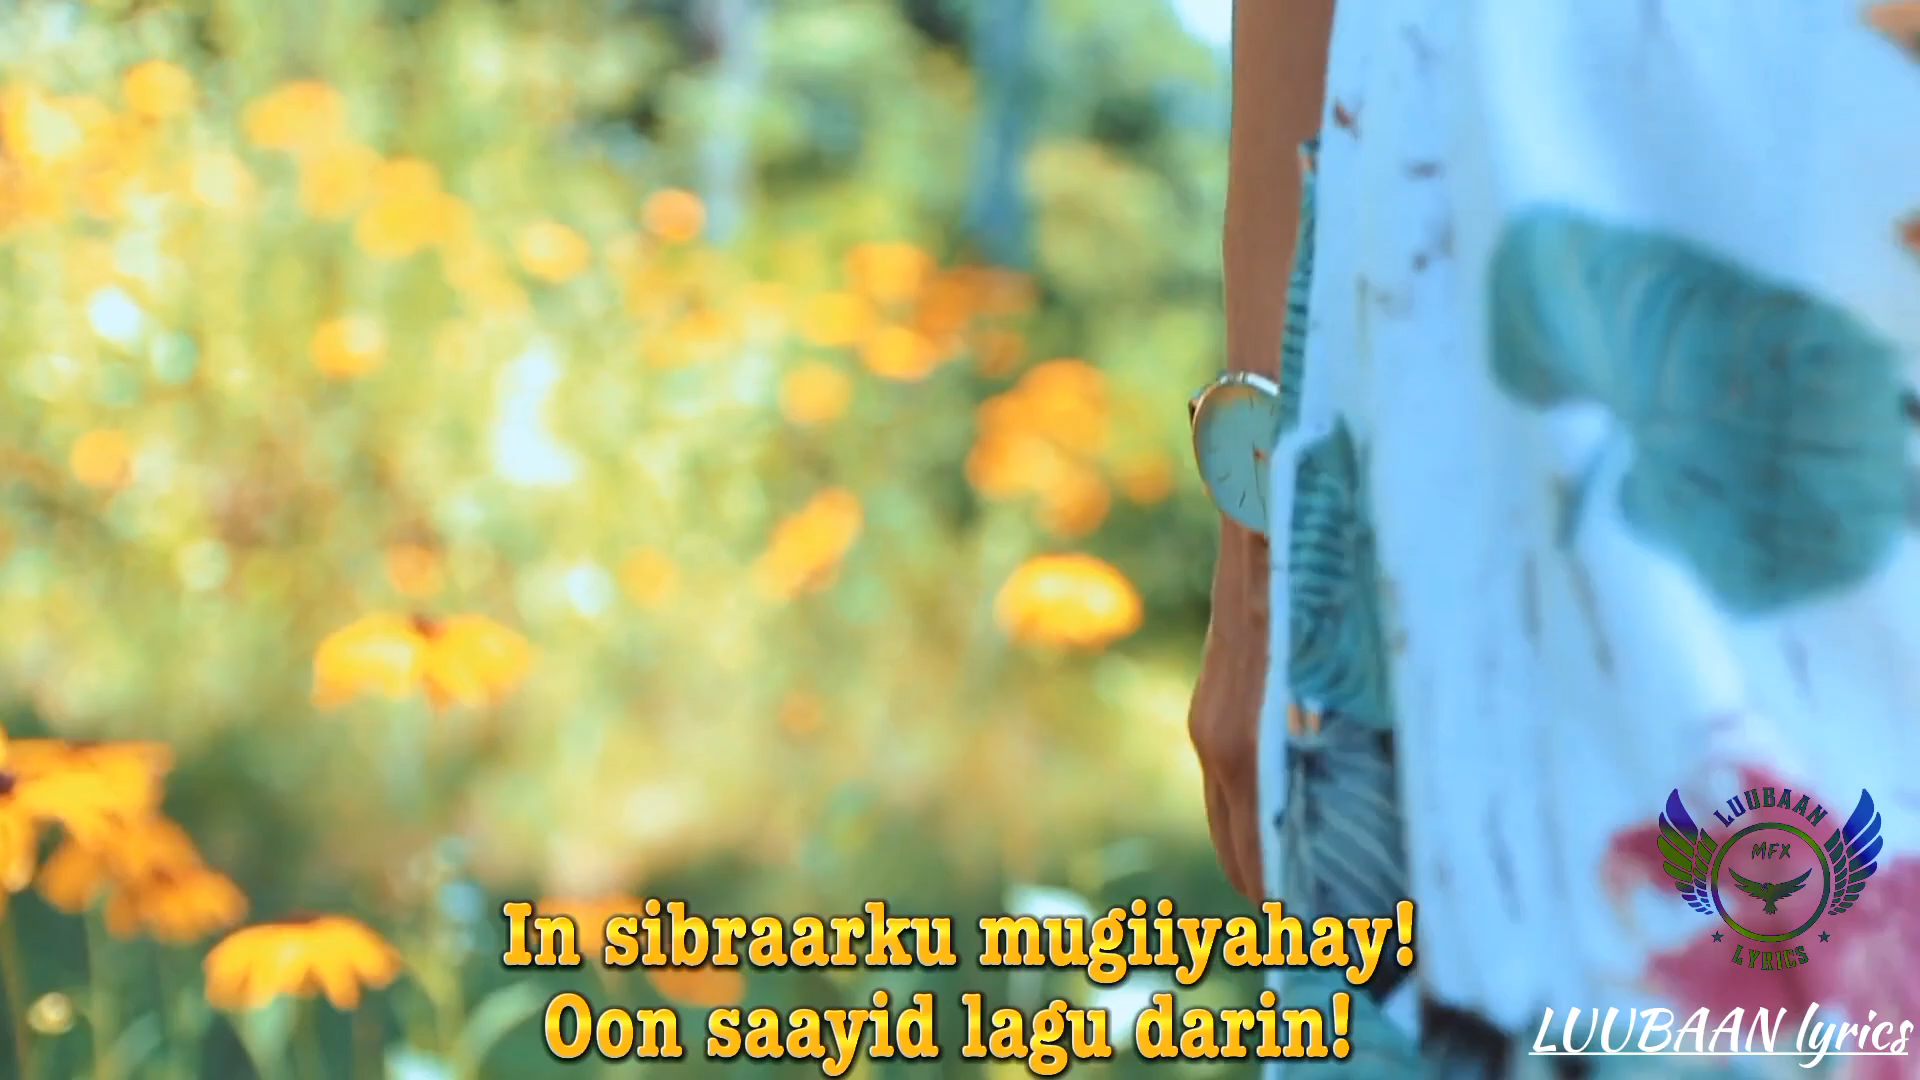 In sibraarku mugiiyahay!
Oon saayid lagu darin!
LUUBAAN
MFX
LYRICS
LUUBAAN lyrics